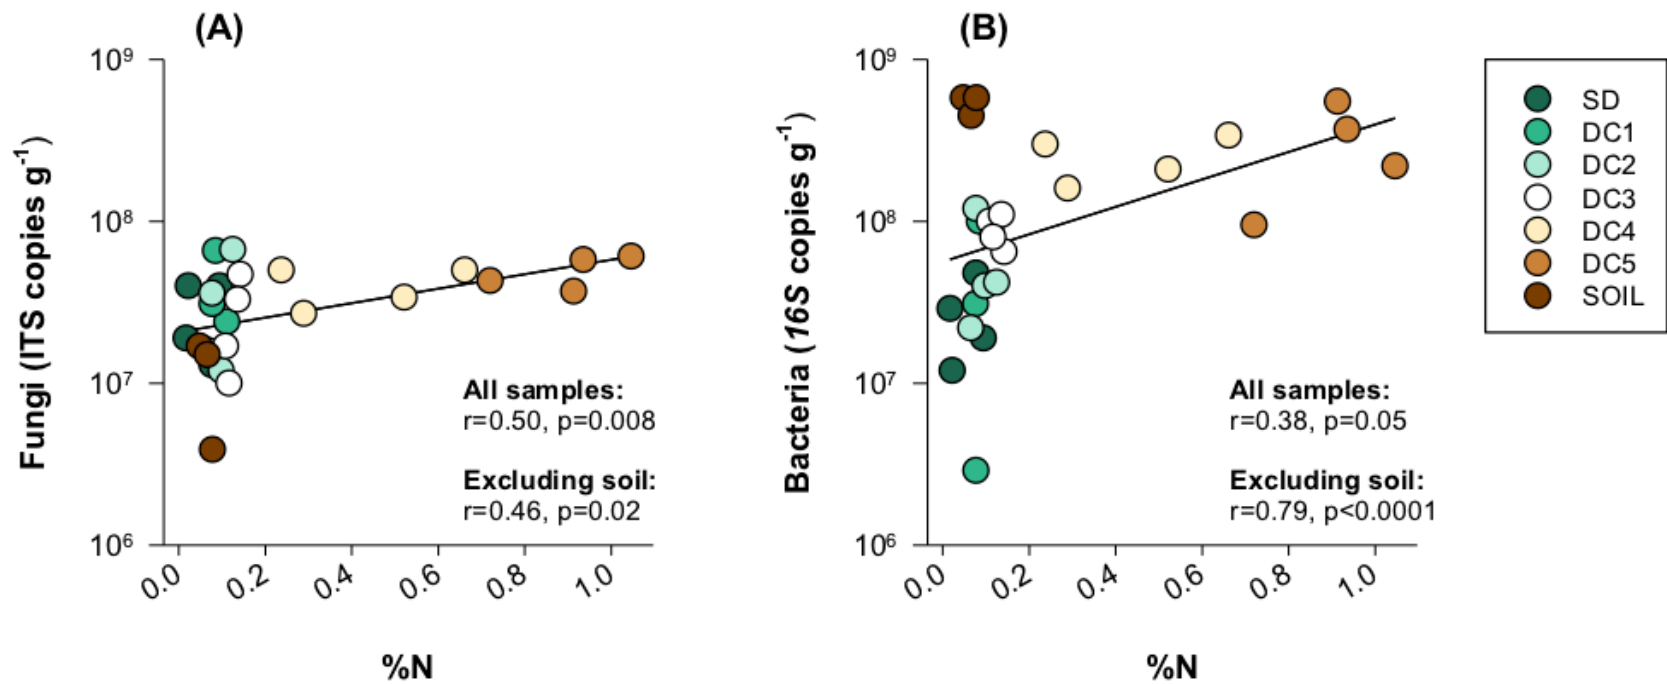 (A)
Fungi (ITS copies g⁻¹)
10⁹
10⁸
10⁷
10⁶
All samples:
r=0.50, p=0.008
Excluding soil:
r=0.46, p=0.02
0.0 0.2 0.4 0.6 0.8 1.0
%N
(B)
Bacteria (16S copies g⁻¹)
10⁹
10⁸
10⁷
10⁶
All samples:
r=0.38, p=0.05
Excluding soil:
r=0.79, p<0.0001
0.0 0.2 0.4 0.6 0.8 1.0
%N
SD
DC1
DC2
DC3
DC4
DC5
SOIL